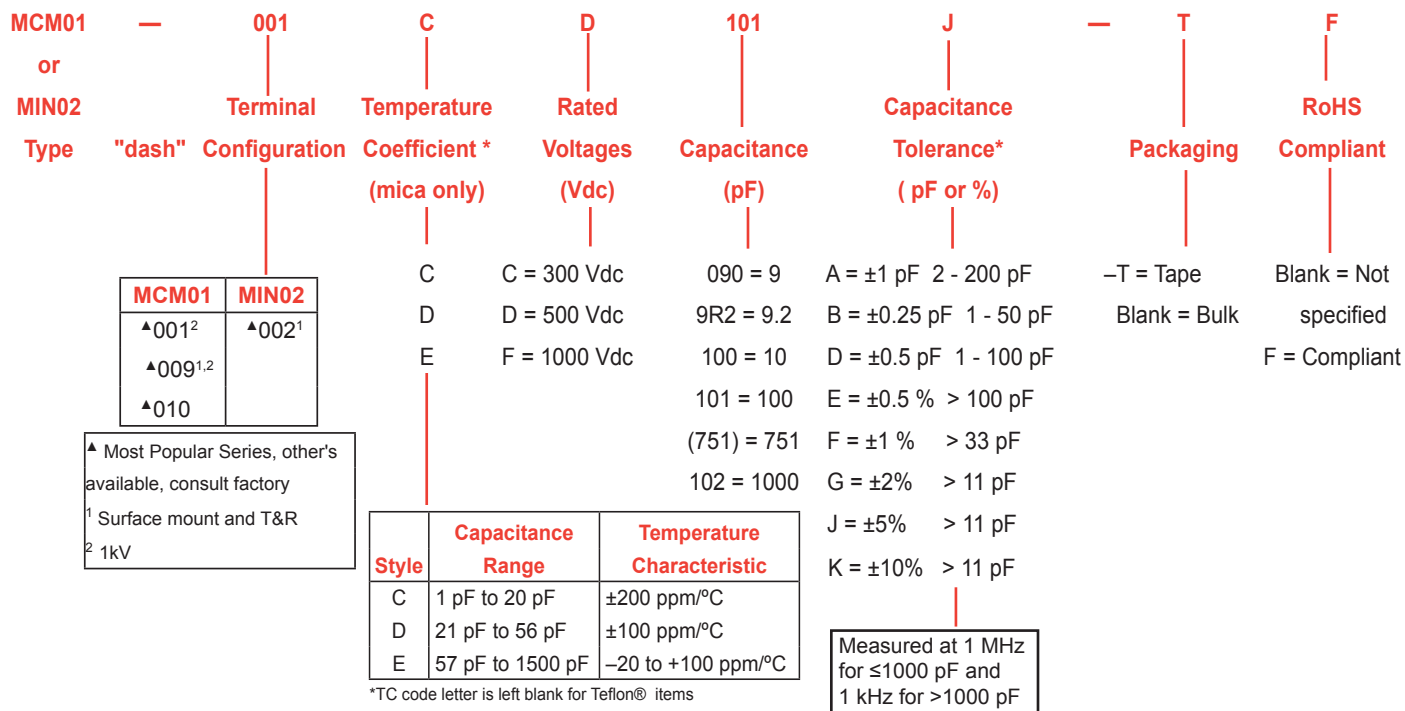 MCM01 — 001 C D 101 J — T F
or
MIN02 Terminal Temperature Rated Capacitance RoHS
Type "dash" Configuration Coefficient * Voltages Capacitance Tolerance* Packaging Compliant
(mica only) (Vdc) (pF) ( pF or %)
C C = 300 Vdc 090 = 9 A = ±1 pF 2 - 200 pF –T = Tape Blank = Not
D D = 500 Vdc 9R2 = 9.2 B = ±0.25 pF 1 - 50 pF Blank = Bulk specified
E F = 1000 Vdc 100 = 10 D = ±0.5 pF 1 - 100 pF F = Compliant
101 = 100 E = ±0.5 % > 100 pF
(751) = 751 F = ±1 % > 33 pF
102 = 1000 G = ±2% > 11 pF
J = ±5% > 11 pF
K = ±10% > 11 pF
MCM01 MIN02
▲001² ▲002¹
▲009¹,²
▲010
▲ Most Popular Series, other's
available, consult factory
¹ Surface mount and T&R
² 1kV
Capacitance Temperature
Style Range Characteristic
C 1 pF to 20 pF ±200 ppm/ºC
D 21 pF to 56 pF ±100 ppm/ºC
E 57 pF to 1500 pF –20 to +100 ppm/ºC
*TC code letter is left blank for Teflon® items
Measured at 1 MHz
for ≤1000 pF and
1 kHz for >1000 pF